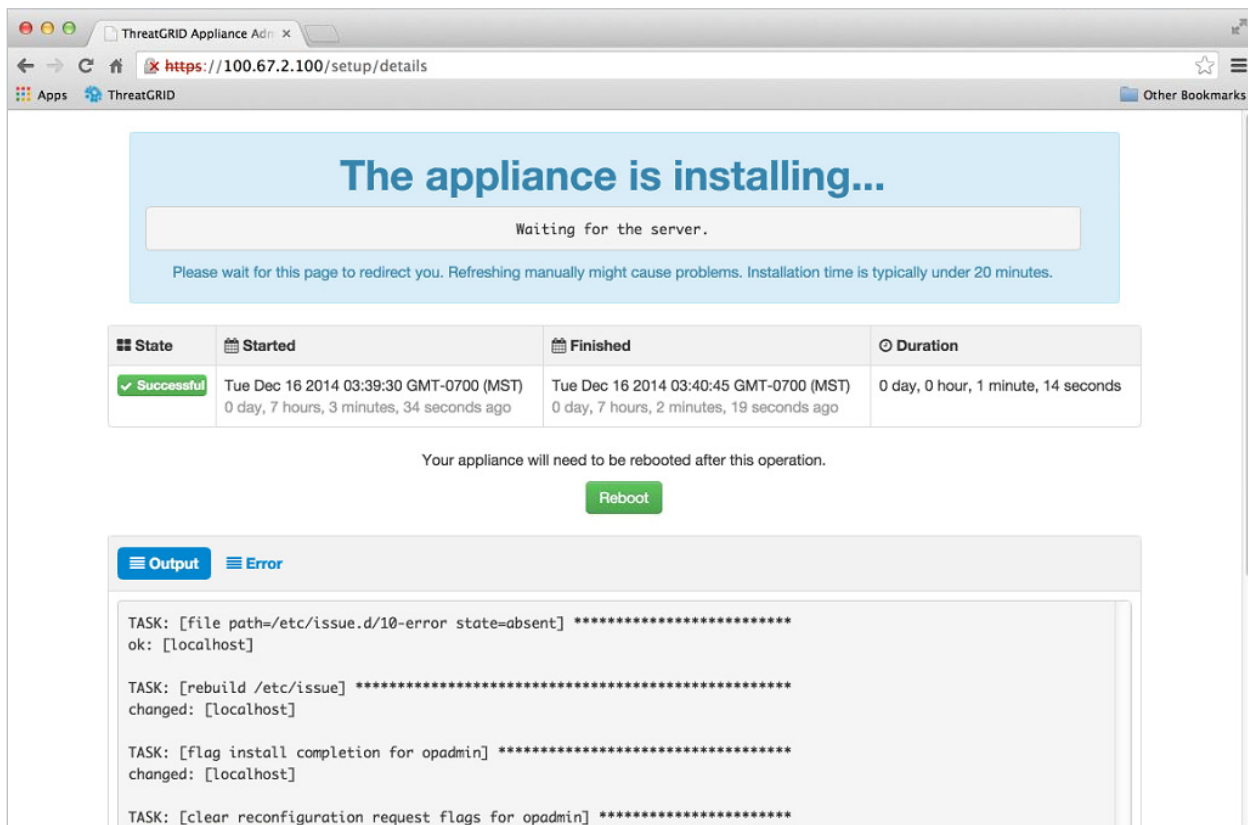 ThreatGRID Appliance Adm
https://100.67.2.100/setup/details
Apps ThreatGRID Other Bookmarks
The appliance is installing...
Waiting for the server.
Please wait for this page to redirect you. Refreshing manually might cause problems. Installation time is typically under 20 minutes.
State Started Finished Duration
Successful Tue Dec 16 2014 03:39:30 GMT-0700 (MST) Tue Dec 16 2014 03:40:45 GMT-0700 (MST) 0 day, 0 hour, 1 minute, 14 seconds
0 day, 7 hours, 3 minutes, 34 seconds ago 0 day, 7 hours, 2 minutes, 19 seconds ago
Your appliance will need to be rebooted after this operation.
Reboot
Output Error
TASK: [file path=/etc/issue.d/10-error state=absent] **************************
ok: [localhost]
TASK: [rebuild /etc/issue] ****************************************************
changed: [localhost]
TASK: [flag install completion for opadmin] ***********************************
changed: [localhost]
TASK: [clear reconfiguration request flags for opadmin] ***********************